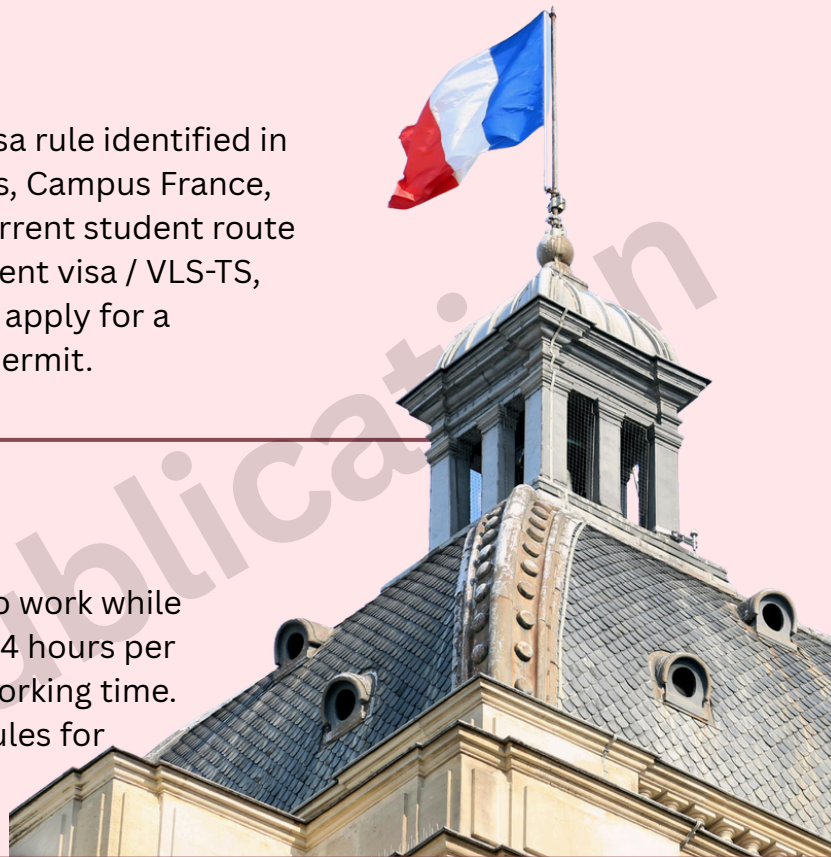 sa rule identified in
s, Campus France,
rrent student route
ent visa / VLS-TS,
apply for a
ermit.
o work while
4 hours per
orking time.
ules for
ublication